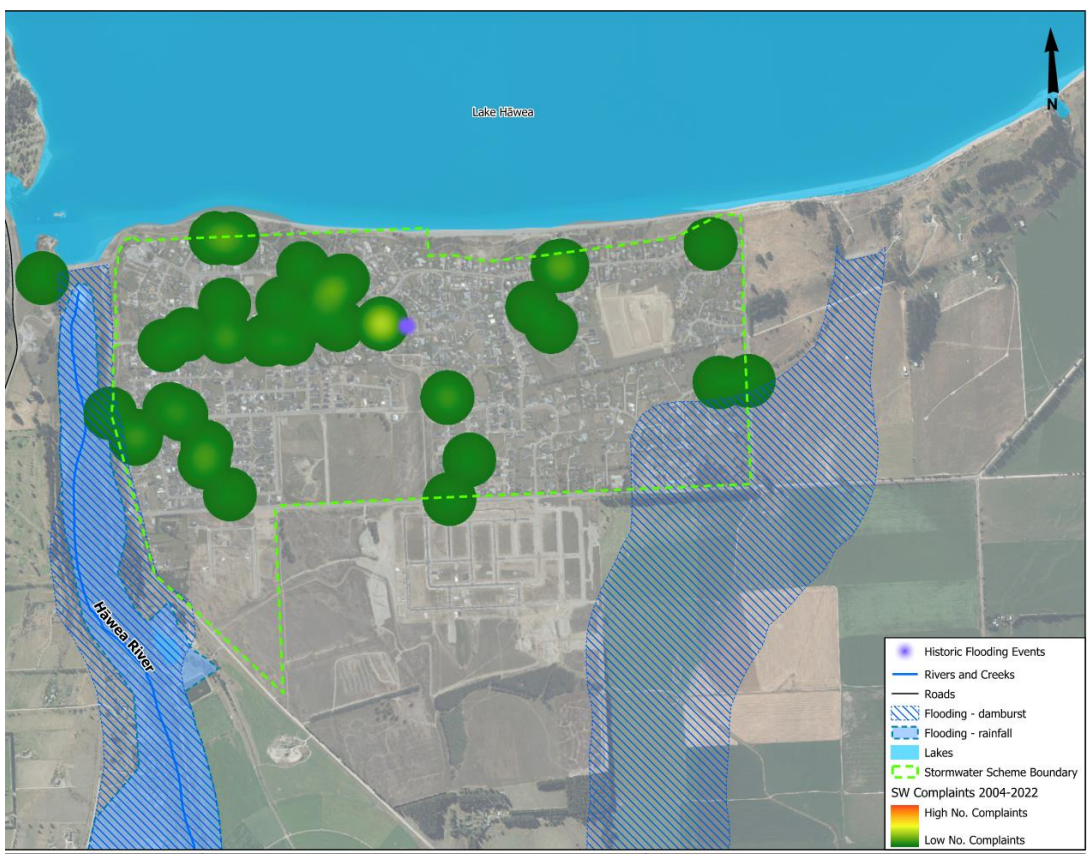 Lake Hāwea
N
Hāwea River
Historic Flooding Events
Rivers and Creeks
Roads
Flooding - damburst
Flooding - rainfall
Lakes
Stormwater Scheme Boundary
SW Complaints 2004-2022
High No. Complaints
Low No. Complaints